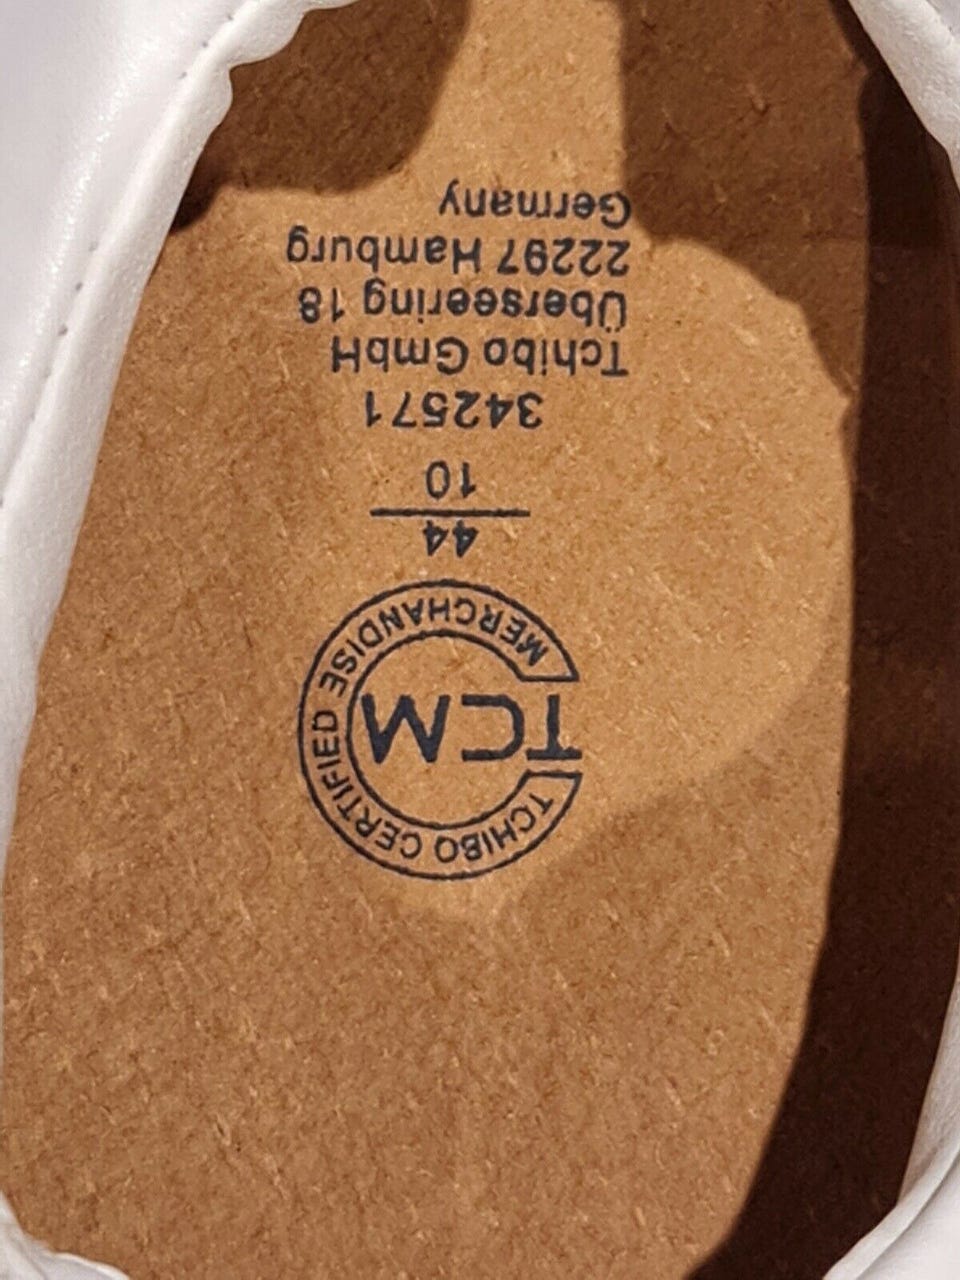 TCHIBO CERTIFIED MERCHANDISE
TCM
44
10
342571
Tchibo GmbH
Überseering 18
22297 Hamburg
Germany